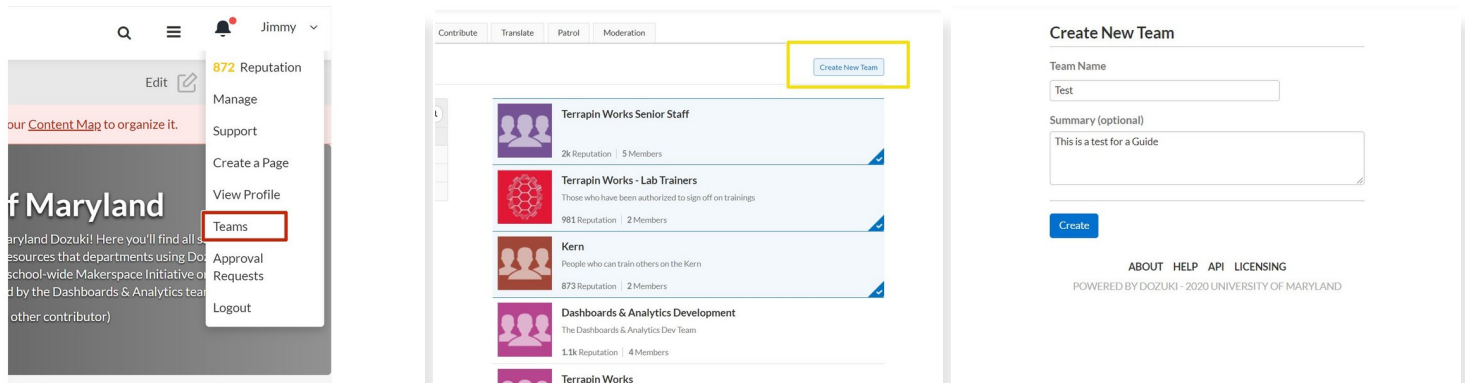 Jimmy
872 Reputation
Edit
Manage
our Content Map to organize it.
Support
Create a Page
View Profile
f Maryland
Teams
aryland Dozuki! Here you'll find all s
esources that departments using Do
Approval
Requests
school-wide Makerspace Initiative o
d by the Dashboards & Analytics tea
Logout
other contributor)
Contribute Translate Patrol Moderation
Create New Team
Terrapin Works Senior Staff
2k Reputation | 5 Members
Terrapin Works - Lab Trainers
Those who have been authorized to sign off on trainings
981 Reputation | 2 Members
Kern
People who can train others on the Kern
873 Reputation | 2 Members
Dashboards & Analytics Development
The Dashboards & Analytics Dev Team
1.1k Reputation | 4 Members
Terrapin Works
Create New Team
Team Name
Test
Summary (optional)
This is a test for a Guide
Create
ABOUT HELP API LICENSING
POWERED BY DOZUKI - 2020 UNIVERSITY OF MARYLAND